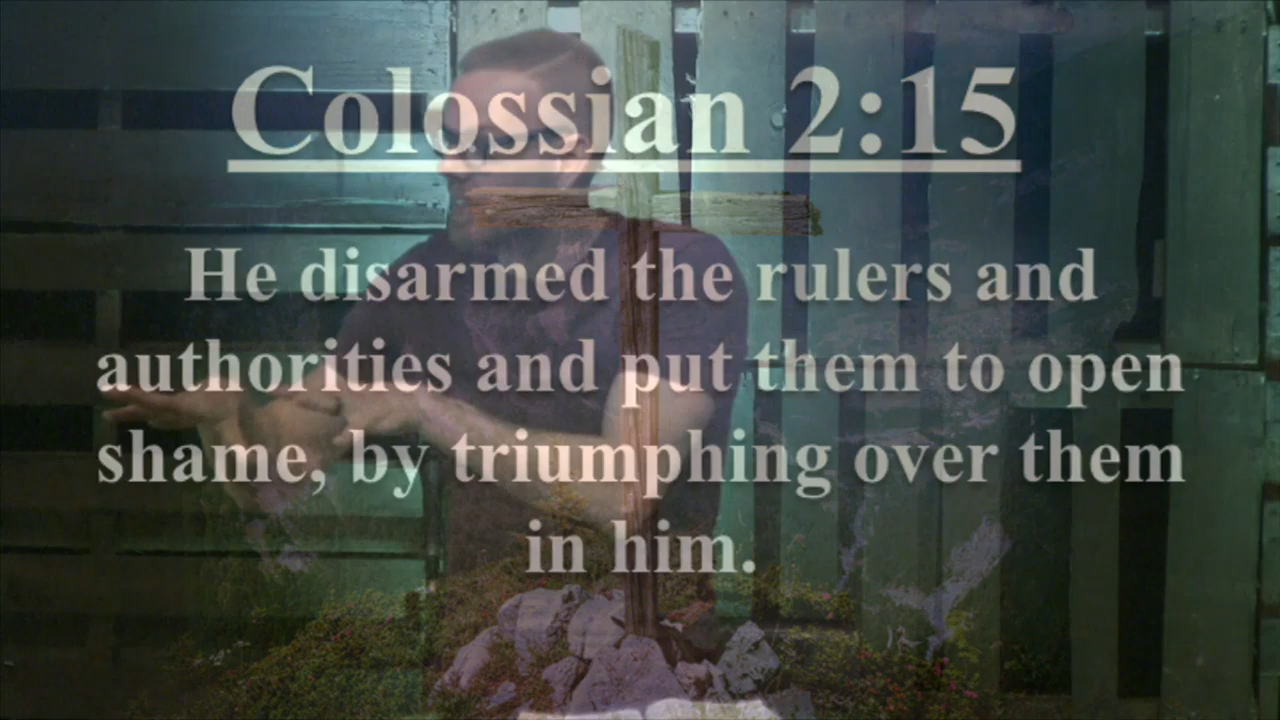 Colossian 2:15
He disarmed the rulers and
authorities and put them to open
shame, by triumphing over them
in him.